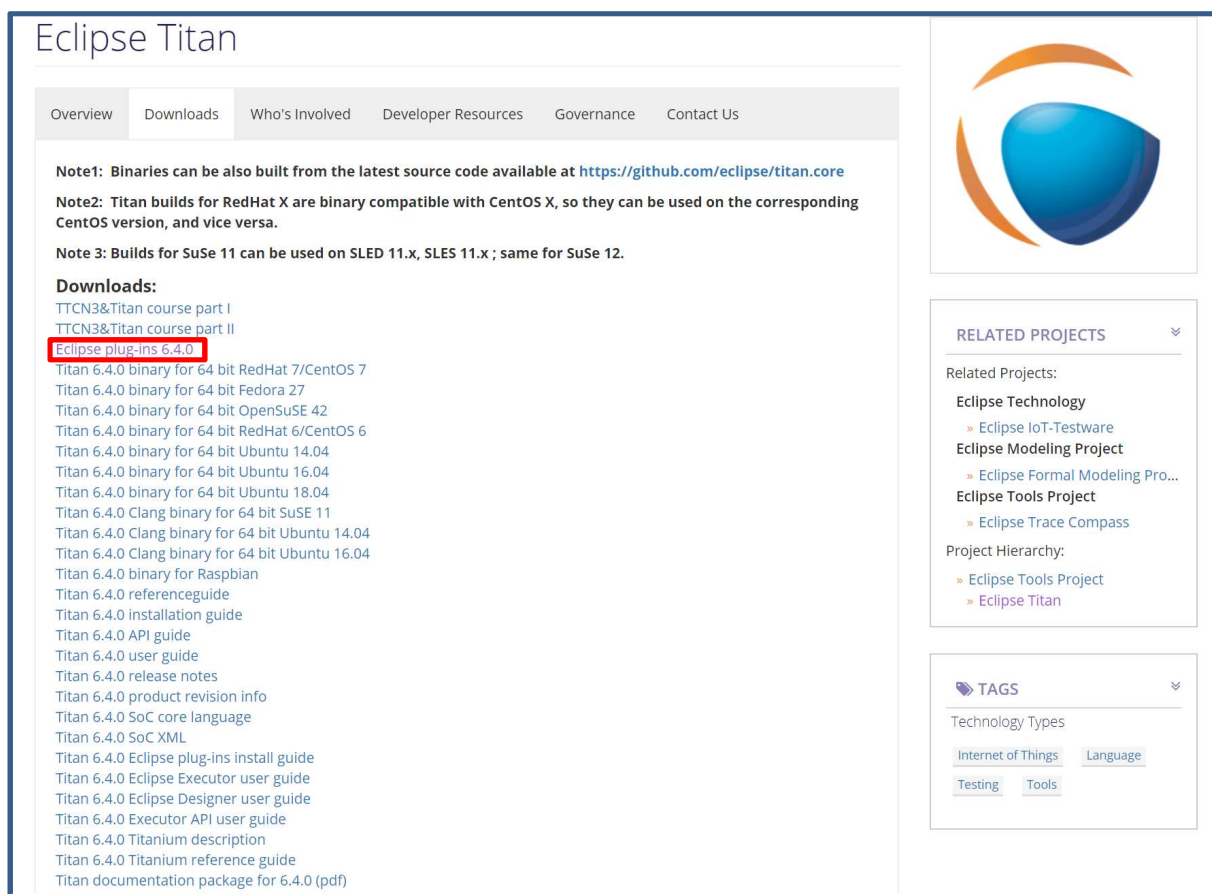 Eclipse Titan
Overview Downloads Who's Involved Developer Resources Governance Contact Us
Note1: Binaries can be also built from the latest source code available at https://github.com/eclipse/titan.core
Note2: Titan builds for RedHat X are binary compatible with CentOS X, so they can be used on the corresponding
CentOS version, and vice versa.
Note 3: Builds for SuSe 11 can be used on SLED 11.x, SLES 11.x ; same for SuSe 12.
Downloads:
TTCN3&Titan course part I
TTCN3&Titan course part II
Eclipse plug-ins 6.4.0
Titan 6.4.0 binary for 64 bit RedHat 7/CentOS 7
Titan 6.4.0 binary for 64 bit Fedora 27
Titan 6.4.0 binary for 64 bit OpenSuSE 42
Titan 6.4.0 binary for 64 bit RedHat 6/CentOS 6
Titan 6.4.0 binary for 64 bit Ubuntu 14.04
Titan 6.4.0 binary for 64 bit Ubuntu 16.04
Titan 6.4.0 binary for 64 bit Ubuntu 18.04
Titan 6.4.0 Clang binary for 64 bit SuSE 11
Titan 6.4.0 Clang binary for 64 bit Ubuntu 14.04
Titan 6.4.0 Clang binary for 64 bit Ubuntu 16.04
Titan 6.4.0 binary for Raspbian
Titan 6.4.0 referenceguide
Titan 6.4.0 installation guide
Titan 6.4.0 API guide
Titan 6.4.0 user guide
Titan 6.4.0 release notes
Titan 6.4.0 product revision info
Titan 6.4.0 SoC core language
Titan 6.4.0 SoC XML
Titan 6.4.0 Eclipse plug-ins install guide
Titan 6.4.0 Eclipse Executor user guide
Titan 6.4.0 Eclipse Designer user guide
Titan 6.4.0 Executor API user guide
Titan 6.4.0 Titanium description
Titan 6.4.0 Titanium reference guide
Titan documentation package for 6.4.0 (pdf)
RELATED PROJECTS
Related Projects:
Eclipse Technology
» Eclipse IoT-Testware
Eclipse Modeling Project
» Eclipse Formal Modeling Pro...
Eclipse Tools Project
» Eclipse Trace Compass
Project Hierarchy:
» Eclipse Tools Project
» Eclipse Titan
TAGS
Technology Types
Internet of Things Language
Testing Tools